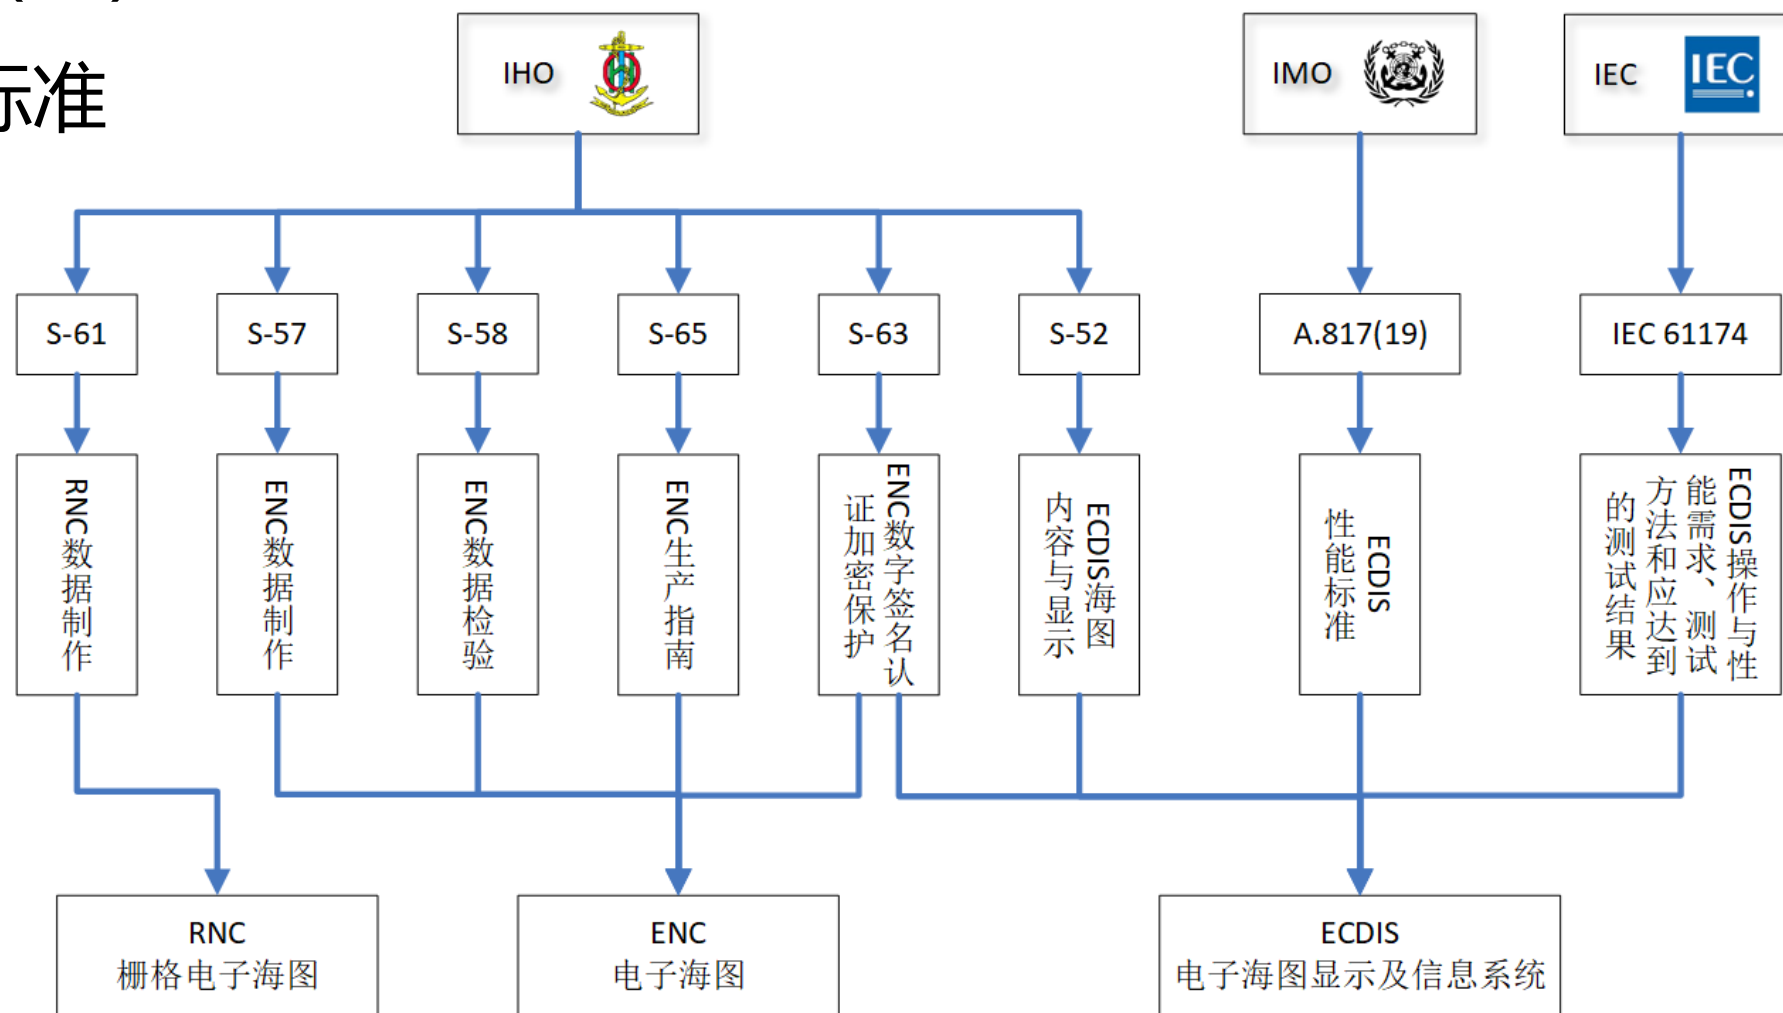 标准
IHO
IMO
IEC
IEC
S-61
S-57
S-58
S-65
S-63
S-52
A.817(19)
IEC 61174
RNC数据制作
ENC数据制作
ENC数据检验
ENC生产指南
ENC数字签名认
证加密保护
ECDIS海图
内容与显示
ECDIS
性能标准
ECDIS操作与性
能需求、测试
方法和应达到
的测试结果
RNC
栅格电子海图
ENC
电子海图
ECDIS
电子海图显示及信息系统